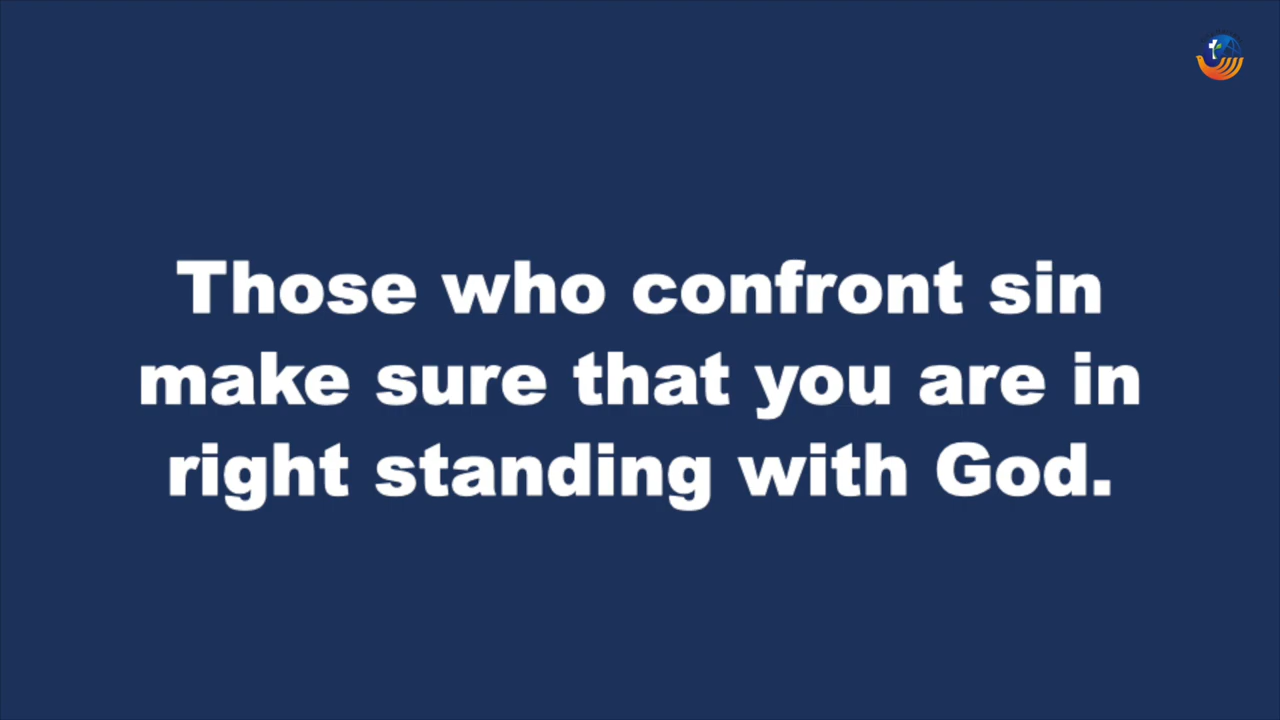 Those who confront sin
make sure that you are in
right standing with God.